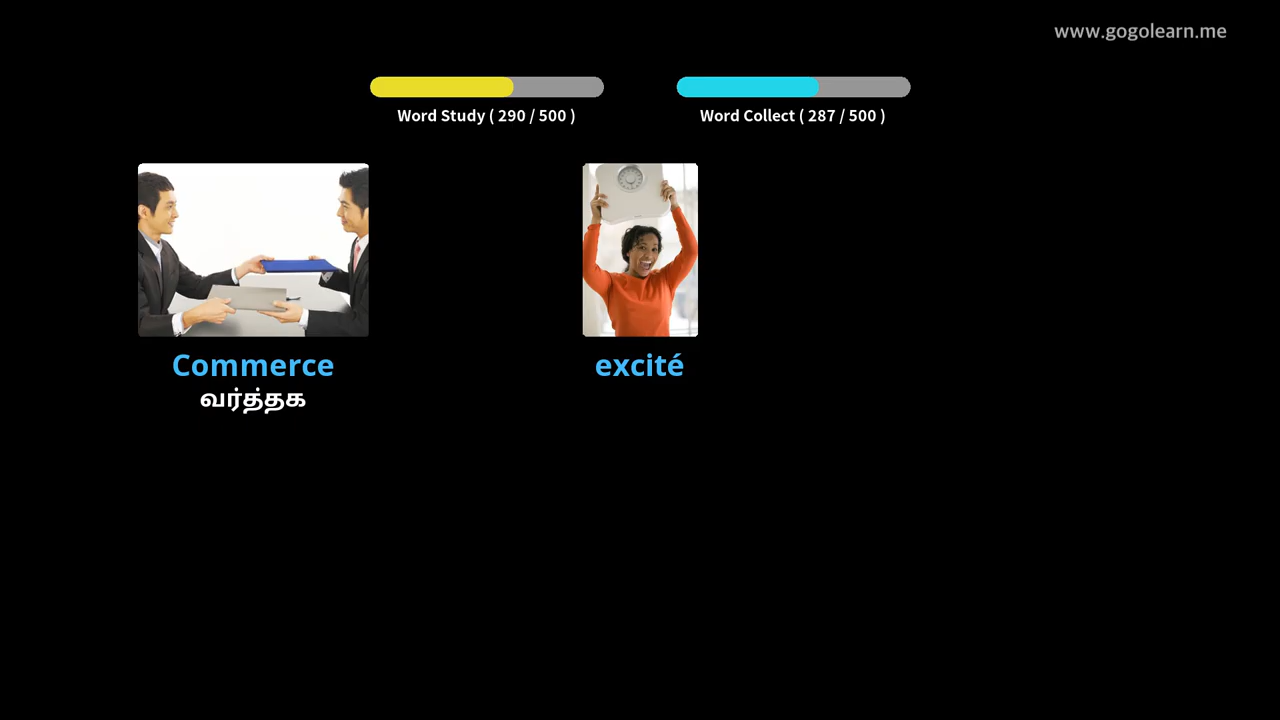 www.gogolearn.me
Word Study ( 290 / 500 )
Word Collect ( 287 / 500 )
Commerce
வர்த்தக
excité